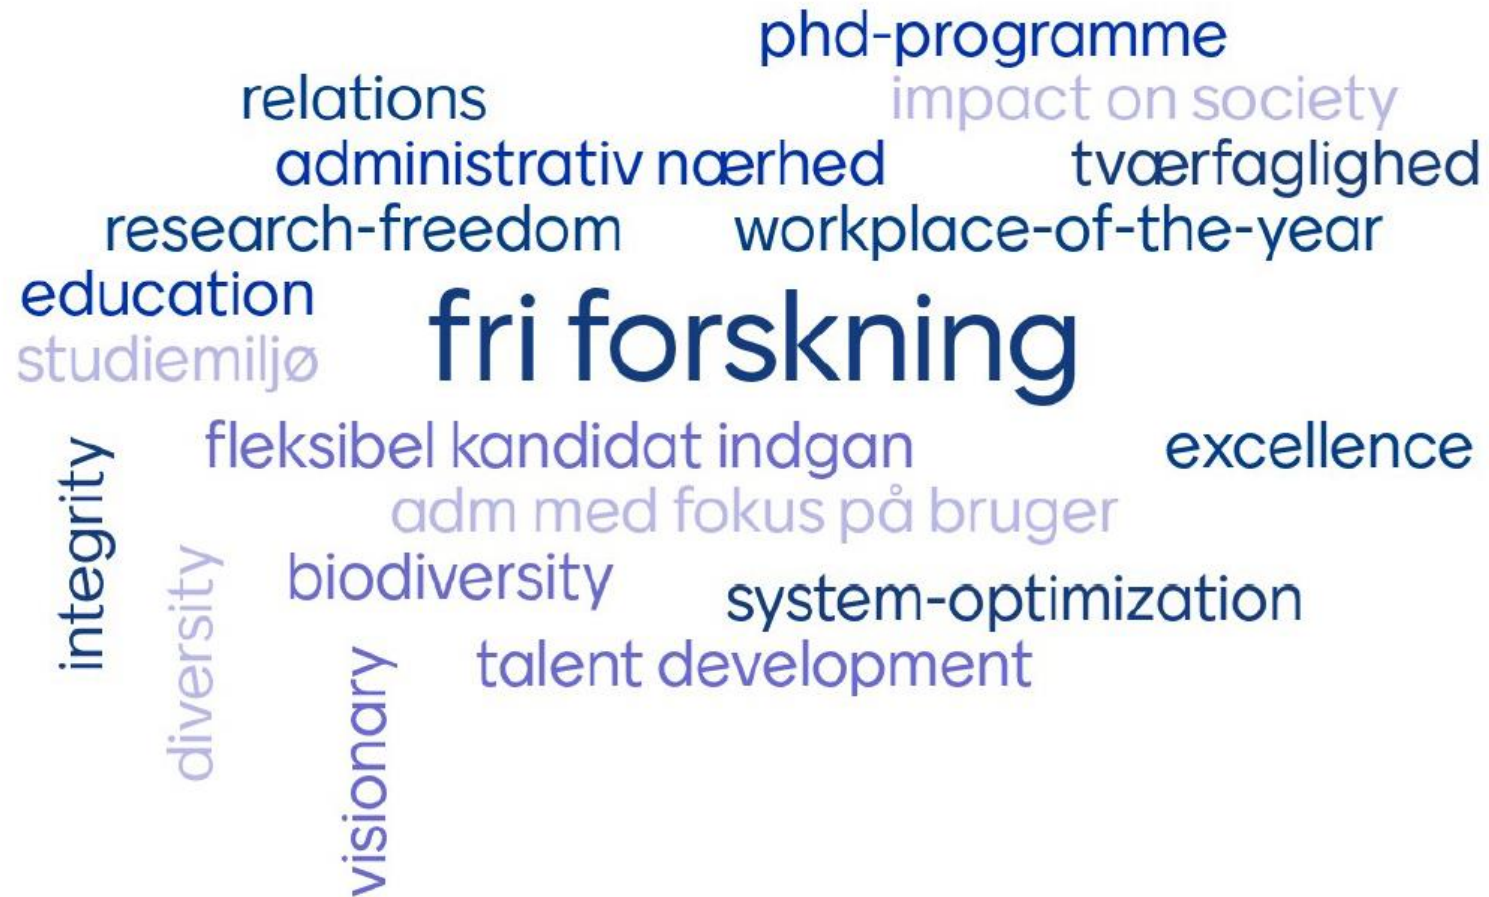 phd-programme
relations
impact on society
administrativ nærhed
tværfaglighed
research-freedom
workplace-of-the-year
education
fri forskning
studiemiljø
fleksibel kandidat indgan
excellence
integrity
adm med fokus på bruger
diversity
biodiversity
system-optimization
talent development
visionary